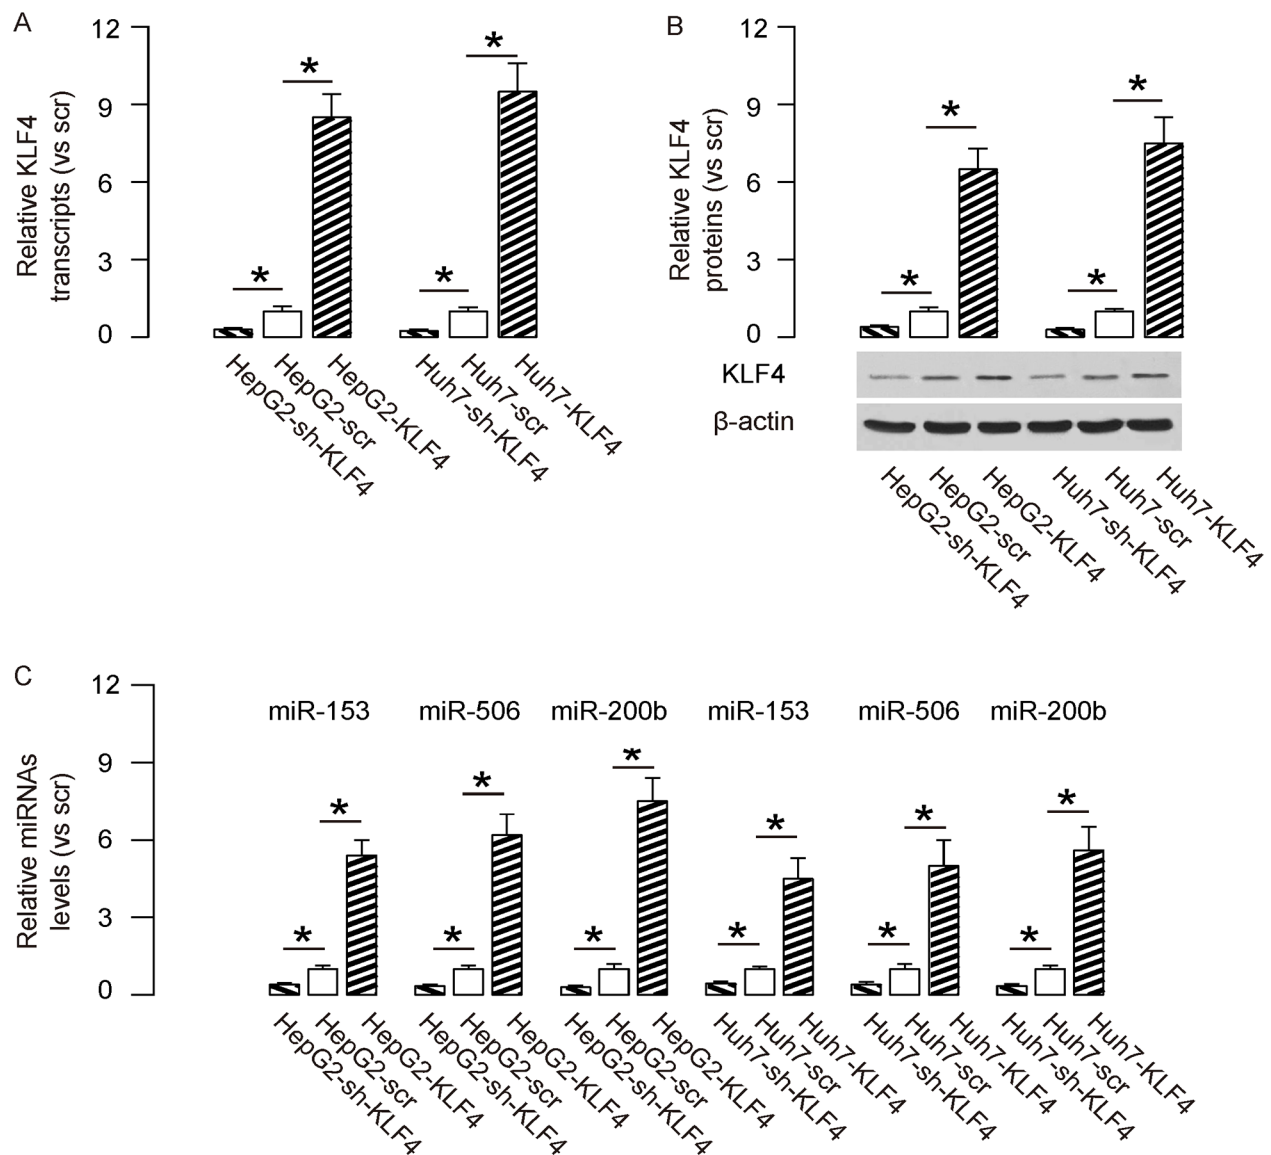 A
12
9
6
3
0
Relative KLF4
transcripts (vs scr)
*
*
*
*
HepG2-sh-KLF4
HepG2-scr
HepG2-KLF4
Huh7-sh-KLF4
Huh7-scr
Huh7-KLF4
B
12
9
6
3
0
Relative KLF4
proteins (vs scr)
*
*
*
*
KLF4
β-actin
HepG2-sh-KLF4
HepG2-scr
HepG2-KLF4
Huh7-sh-KLF4
Huh7-scr
Huh7-KLF4
C
12
9
6
3
0
Relative miRNAs
levels (vs scr)
miR-153 miR-506 miR-200b miR-153 miR-506 miR-200b
*
*
*
*
*
*
*
*
*
*
*
*
HepG2-sh-KLF4
HepG2-scr
HepG2-KLF4
HepG2-sh-KLF4
HepG2-scr
HepG2-KLF4
HepG2-sh-KLF4
HepG2-scr
HepG2-KLF4
Huh7-sh-KLF4
Huh7-scr
Huh7-KLF4
Huh7-sh-KLF4
Huh7-scr
Huh7-KLF4
Huh7-sh-KLF4
Huh7-scr
Huh7-KLF4